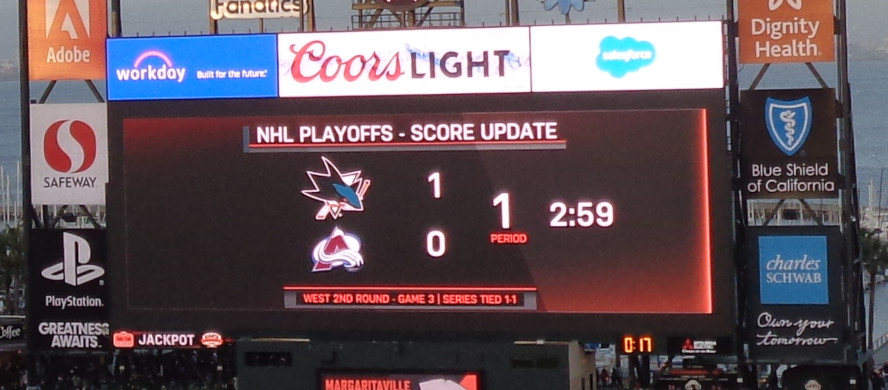 Fanatics
Adobe
workday
Built for the future.
Coors LIGHT
salesforce
Dignity
Health
SAFEWAY
NHL PLAYOFFS - SCORE UPDATE
1
0
1
PERIOD
2:59
WEST 2ND ROUND - GAME 3 | SERIES TIED 1-1
Blue Shield
of California
PlayStation
GREATNESS
AWAITS
charles
SCHWAB
Own your
tomorrow
Coffee
JACKPOT
0:17
MARGARITAVILLE